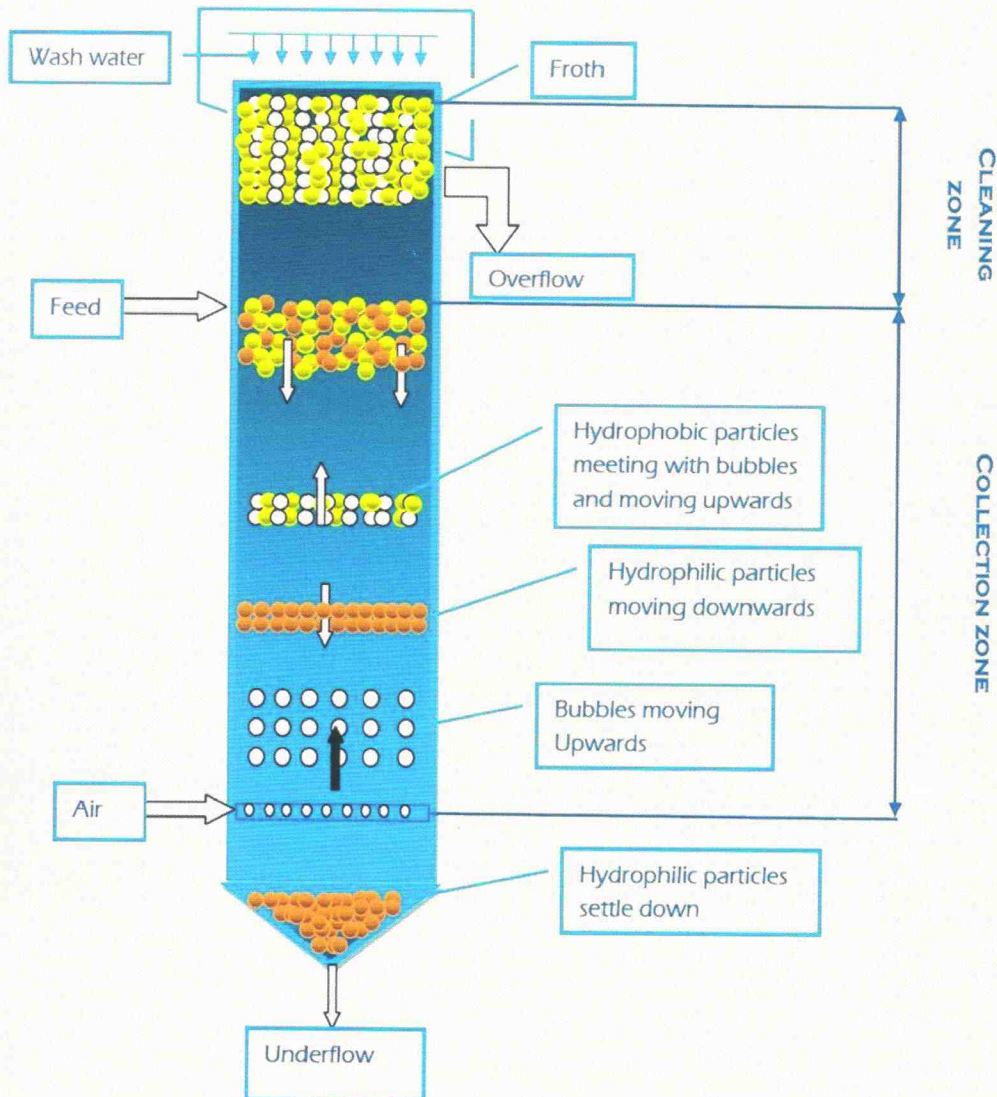 Wash water
Froth
CLEANING
ZONE
Overflow
Feed
Hydrophobic particles
meeting with bubbles
and moving upwards
COLLECTION ZONE
Hydrophilic particles
moving downwards
Bubbles moving
Upwards
Air
Hydrophilic particles
settle down
Underflow